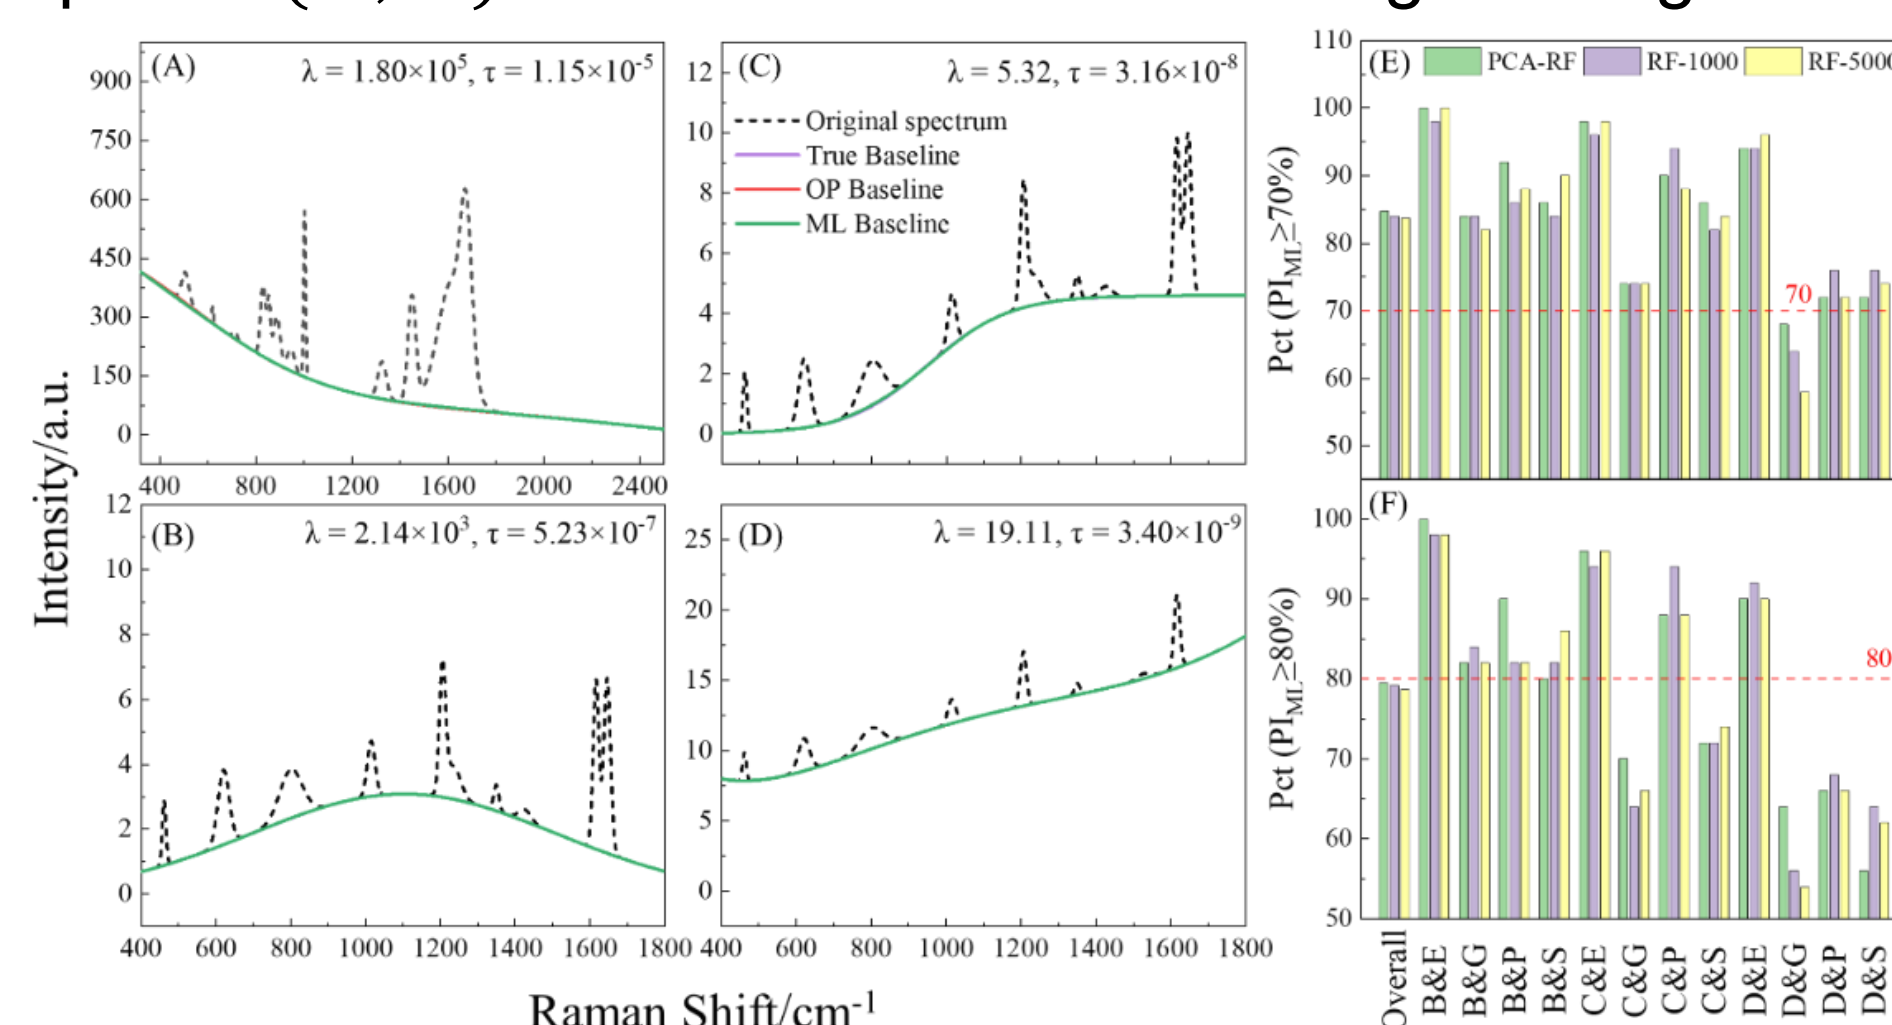 (A)
λ = 1.80×10⁵, τ = 1.15×10⁻⁵
900
750
600
450
300
150
0
400 800 1200 1600 2000 2400
(B)
λ = 2.14×10³, τ = 5.23×10⁻⁷
12
10
8
6
4
2
0
400 600 800 1000 1200 1400 1600 1800
(C)
λ = 5.32, τ = 3.16×10⁻⁸
Original spectrum
True Baseline
OP Baseline
ML Baseline
12
10
8
6
4
2
0
(D)
λ = 19.11, τ = 3.40×10⁻⁹
25
20
15
10
5
0
400 600 800 1000 1200 1400 1600 1800
Intensity/a.u.
Raman Shift/cm⁻¹
(E)
PCA-RF RF-1000 RF-5000
110
100
90
80
70
60
50
70
Pct (PI_ML≥70%)
(F)
100
90
80
70
60
50
80
Pct (PI_ML≥80%)
Overall B&E B&G B&P B&S C&E C&G C&P C&S D&E D&G D&P D&S